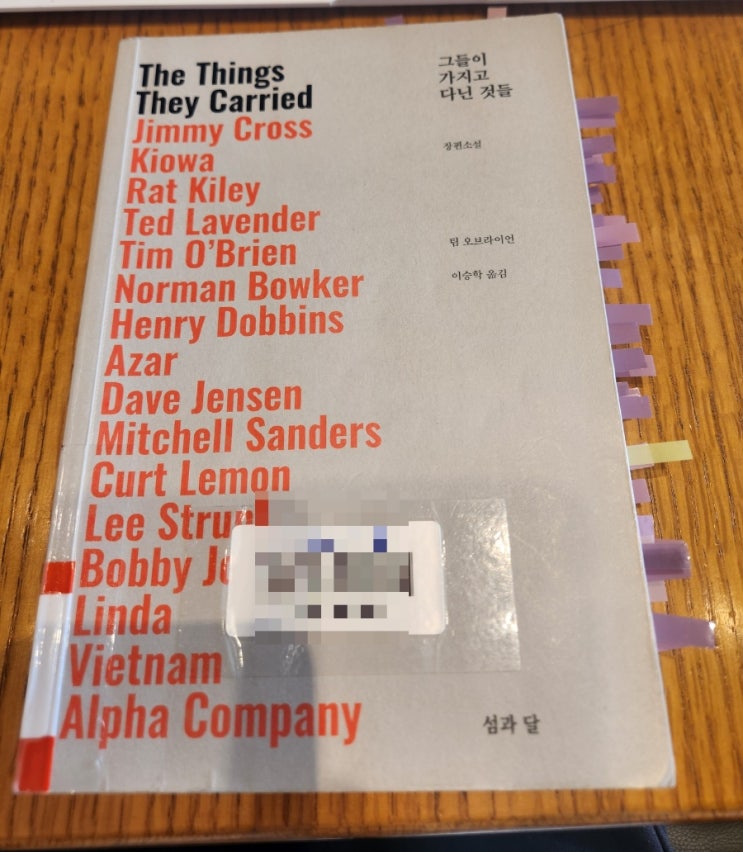 The Things
They Carried
Jimmy Cross
Kiowa
Rat Kiley
Ted Lavender
Tim O'Brien
Norman Bowker
Henry Dobbins
Azar
Dave Jensen
Mitchell Sanders
Curt Lemon
Lee
Bobby
Linda
Vietnam
Alpha Company
그들이
가지고
다닌 것들
장편소설
팀 오브라이언
이승학 옮김
섬과 달